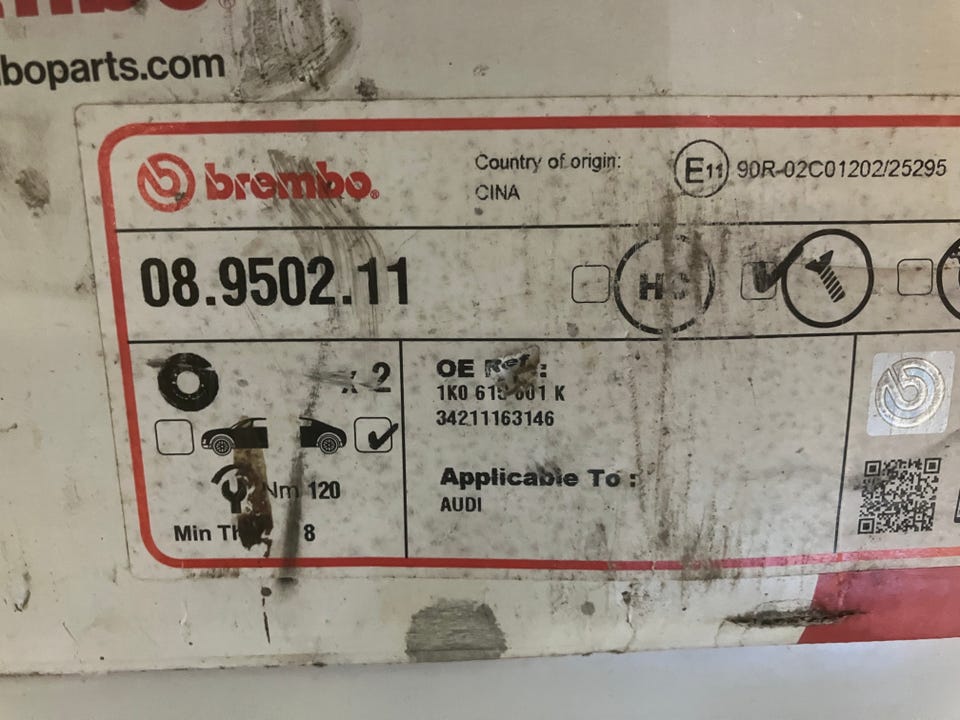 boparts.com
brembo
Country of origin:
CINA
E11 90R-02C01202/25295
08.9502.11
x 2
OE Ref :
1K0 615 601 K
34211163146
Nm 120
Applicable To :
AUDI
Min Th 8